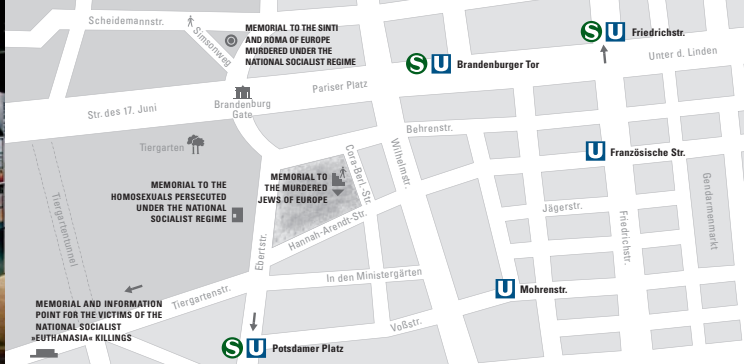 Scheidemannstr.
Simsonweg
MEMORIAL TO THE SINTI
AND ROMA OF EUROPE
MURDERED UNDER THE
NATIONAL SOCIALIST REGIME
S U Friedrichstr.
S U Brandenburger Tor
Unter d. Linden
Pariser Platz
Brandenburg
Gate
Str. des 17. Juni
Behrenstr.
Tiergarten
Cora-Berl.-Str.
Wilhelmstr.
U Französische Str.
MEMORIAL TO
THE MURDERED
JEWS OF EUROPE
MEMORIAL TO THE
HOMOSEXUALS PERSECUTED
UNDER THE NATIONAL
SOCIALIST REGIME
Gendarmenmarkt
Jägerstr.
Friedrichstr.
Tiergartentunnel
Hannah-Arendt-Str.
Ebertstr.
In den Ministergärten
U Mohrenstr.
Tiergartenstr.
MEMORIAL AND INFORMATION
POINT FOR THE VICTIMS OF THE
NATIONAL SOCIALIST
»EUTHANASIA« KILLINGS
Voßstr.
S U Potsdamer Platz